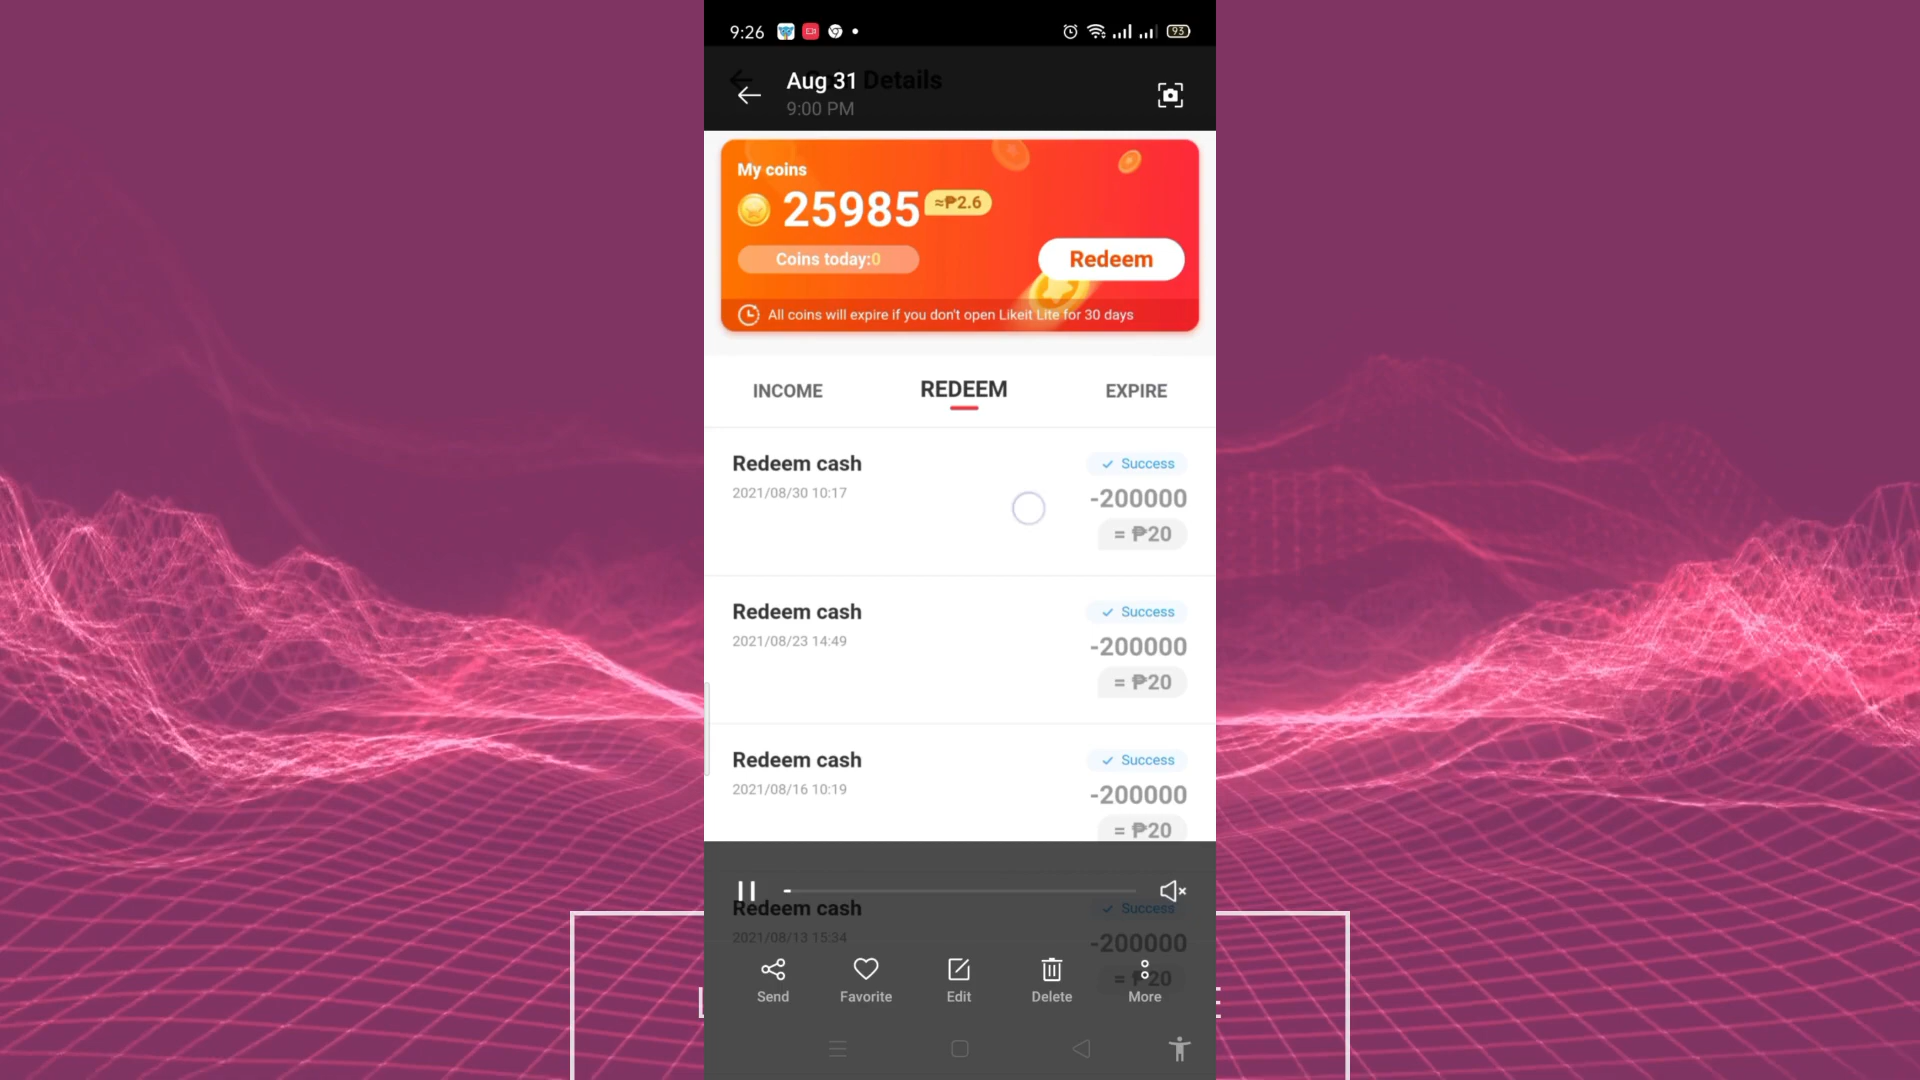 9:26
93
Aug 31 Details
9:00 PM
My coins
25985 ≈₱2.6
Coins today:0
Redeem
All coins will expire if you don't open Likeit Lite for 30 days
INCOME REDEEM EXPIRE
Redeem cash Success
2021/08/30 10:17 -200000
= ₱20
Redeem cash Success
2021/08/23 14:49 -200000
= ₱20
Redeem cash Success
2021/08/16 10:19 -200000
= ₱20
Redeem cash Success
2021/08/13 15:34 -200000
= ₱20
Send Favorite Edit Delete More